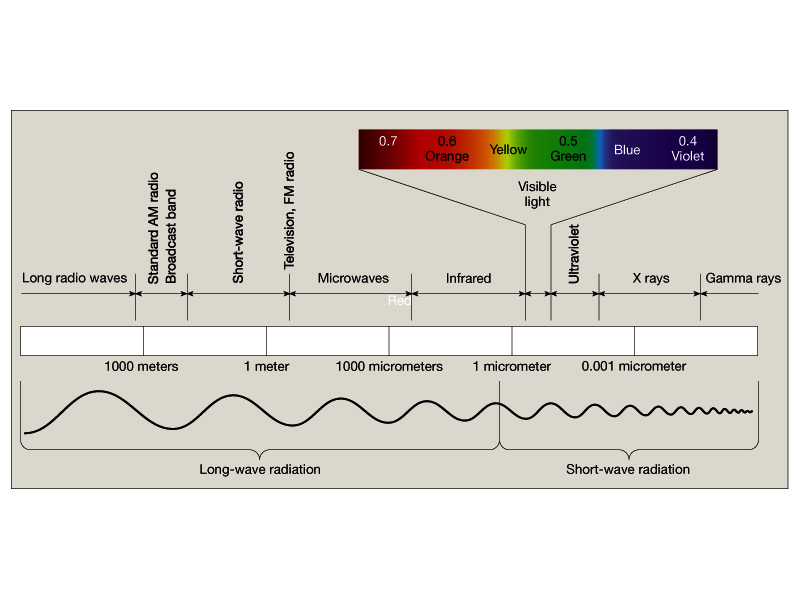 0.7 0.6 0.5 0.4
Orange Yellow Green Blue Violet
Visible
light
Standard AM radio
Broadcast band
Short-wave radio
Television, FM radio
Ultraviolet
Long radio waves Microwaves Infrared X rays Gamma rays
Red
1000 meters 1 meter 1000 micrometers 1 micrometer 0.001 micrometer
Long-wave radiation Short-wave radiation